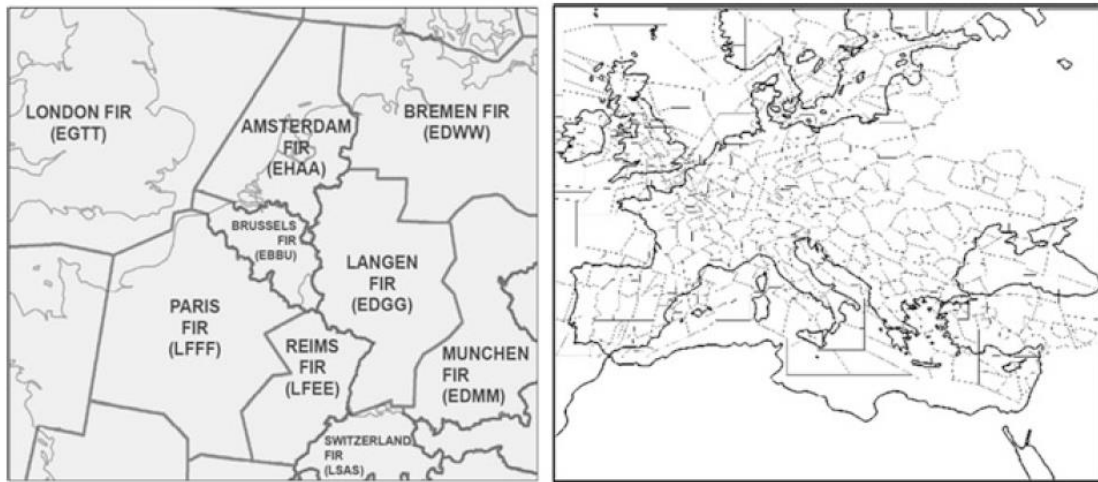 LONDON FIR
(EGTT)
AMSTERDAM
FIR
(EHAA)
BREMEN FIR
(EDWW)
BRUSSELS
FIR
(EBBU)
LANGEN
FIR
(EDGG)
PARIS
FIR
(LFFF)
REIMS
FIR
(LFEE)
MUNCHEN
FIR
(EDMM)
SWITZERLAND
FIR
(LSAS)